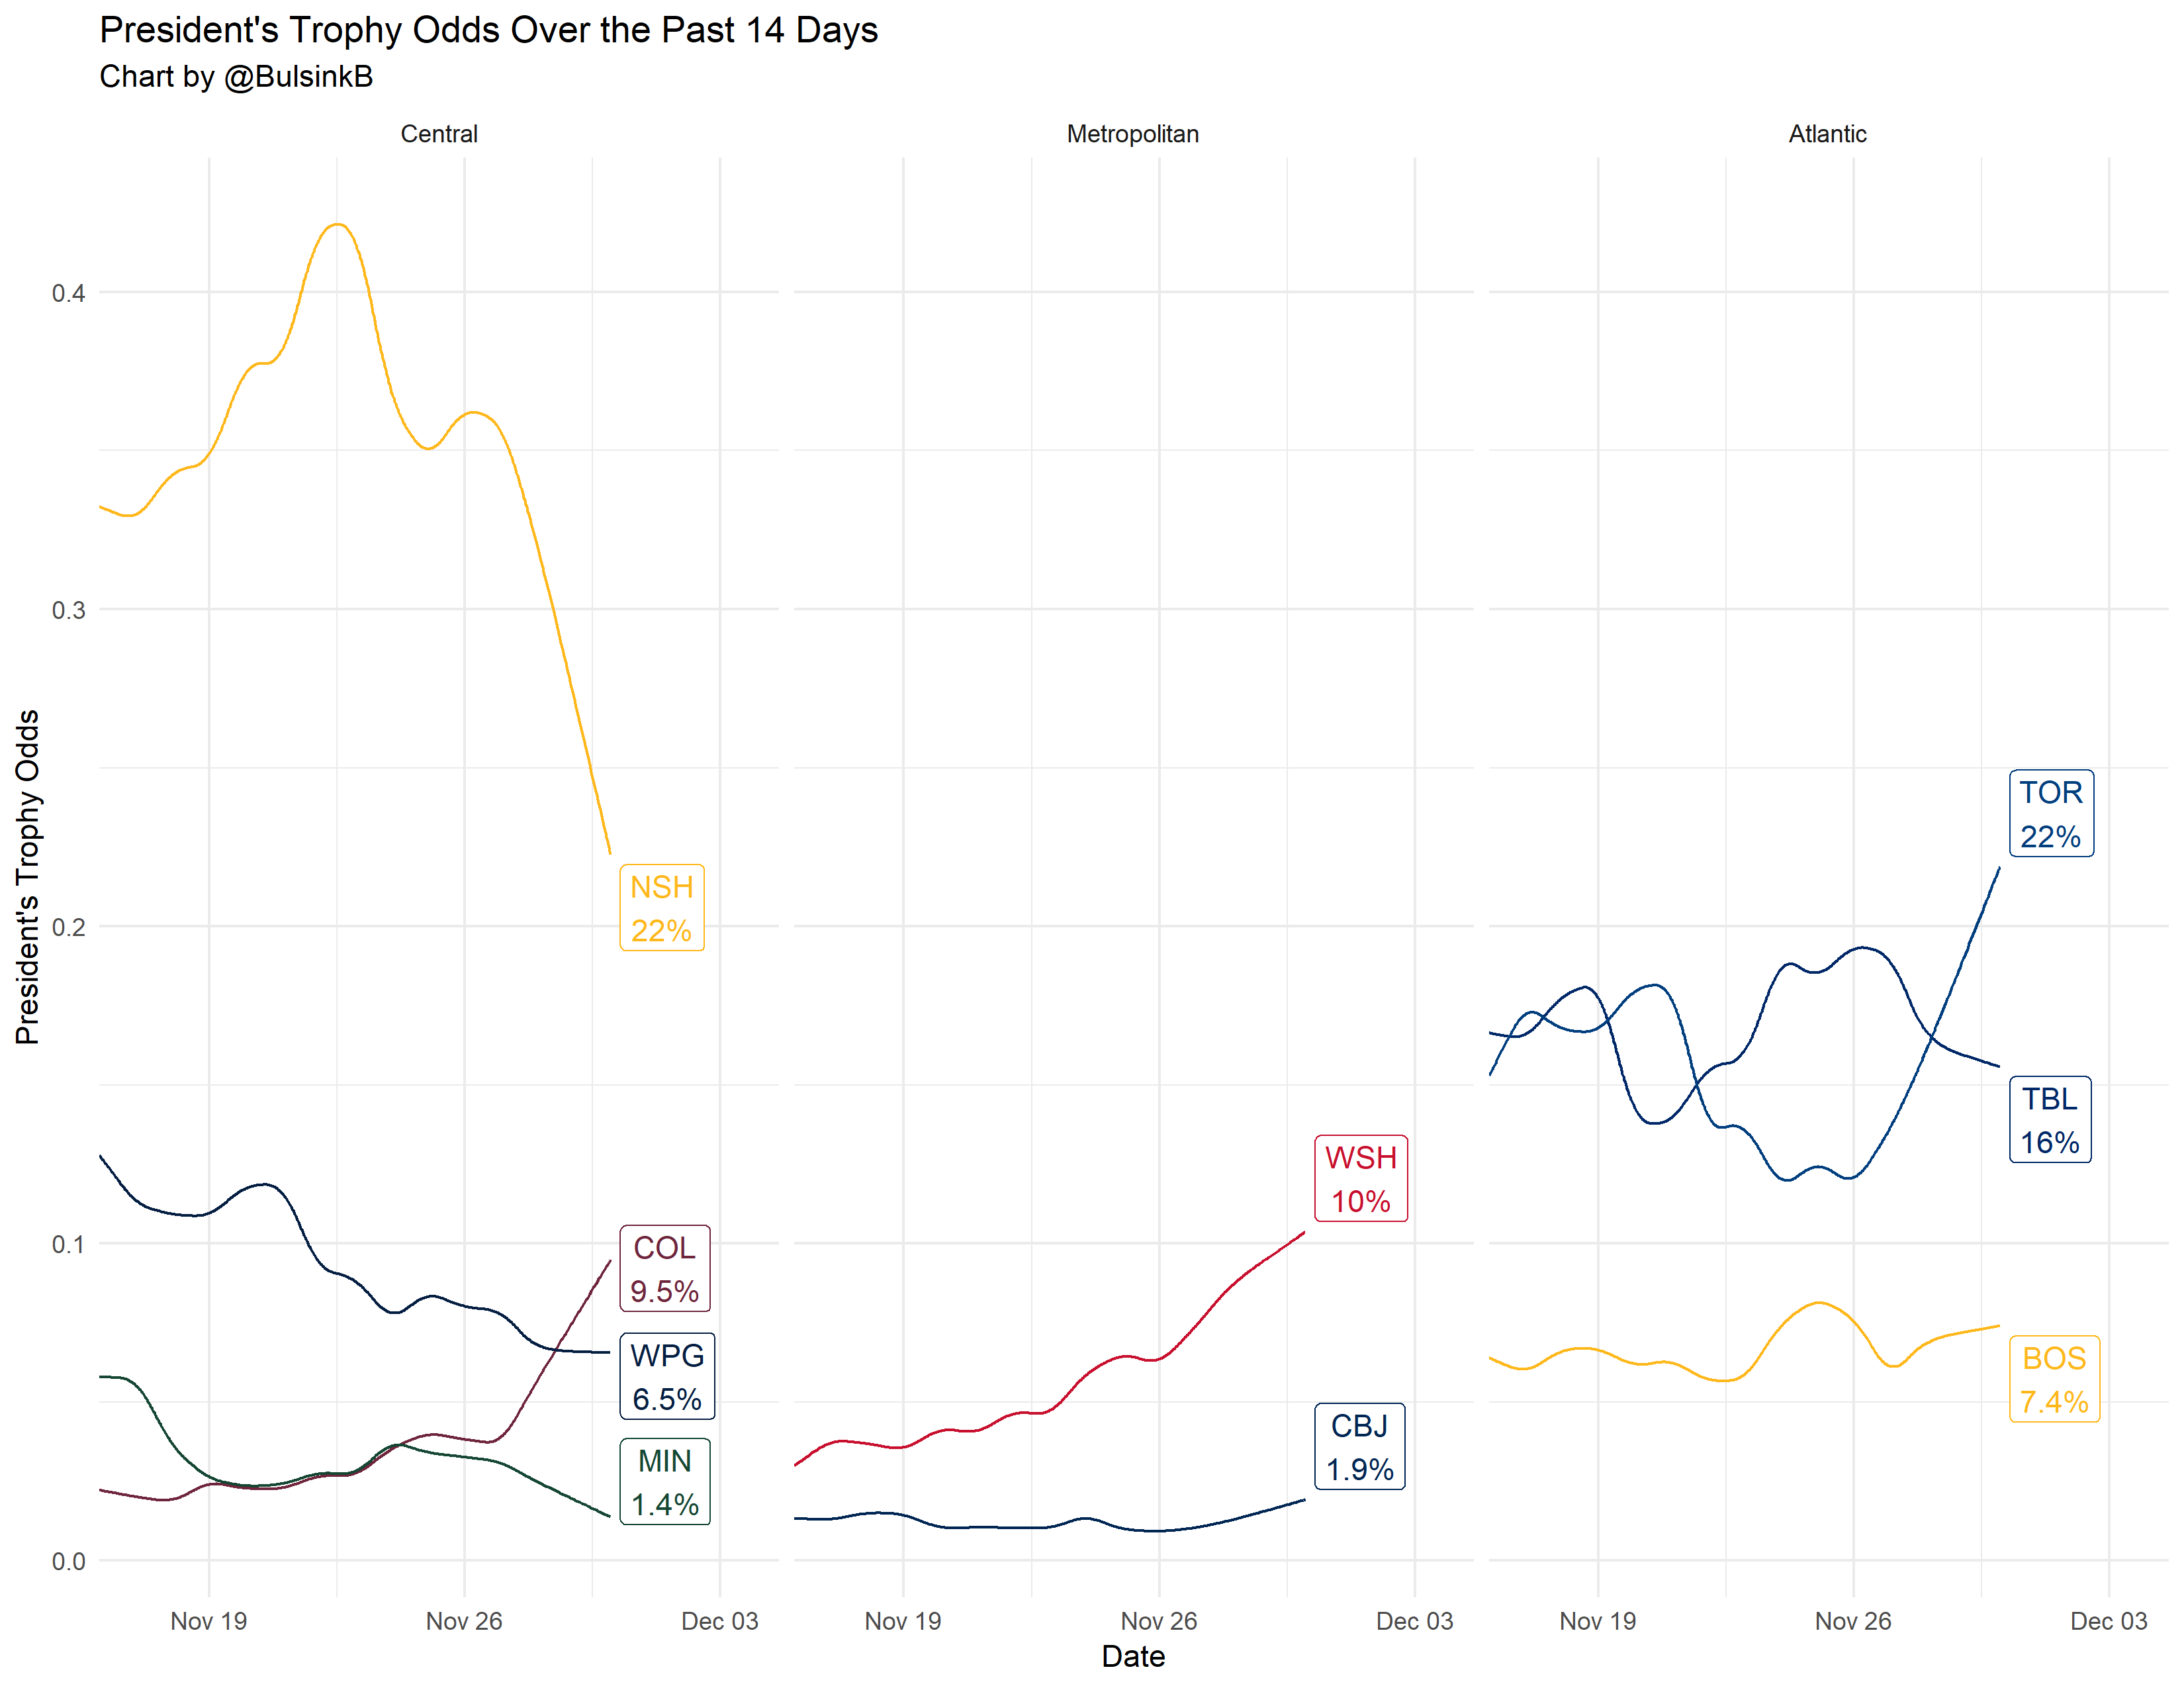 President's Trophy Odds Over the Past 14 Days
Chart by @BulsinkB
Central
Metropolitan
Atlantic
President's Trophy Odds
0.4
0.3
0.2
0.1
0.0
NSH
22%
COL
9.5%
WPG
6.5%
MIN
1.4%
WSH
10%
CBJ
1.9%
TOR
22%
TBL
16%
BOS
7.4%
Nov 19
Nov 26
Dec 03
Nov 19
Nov 26
Dec 03
Nov 19
Nov 26
Dec 03
Date